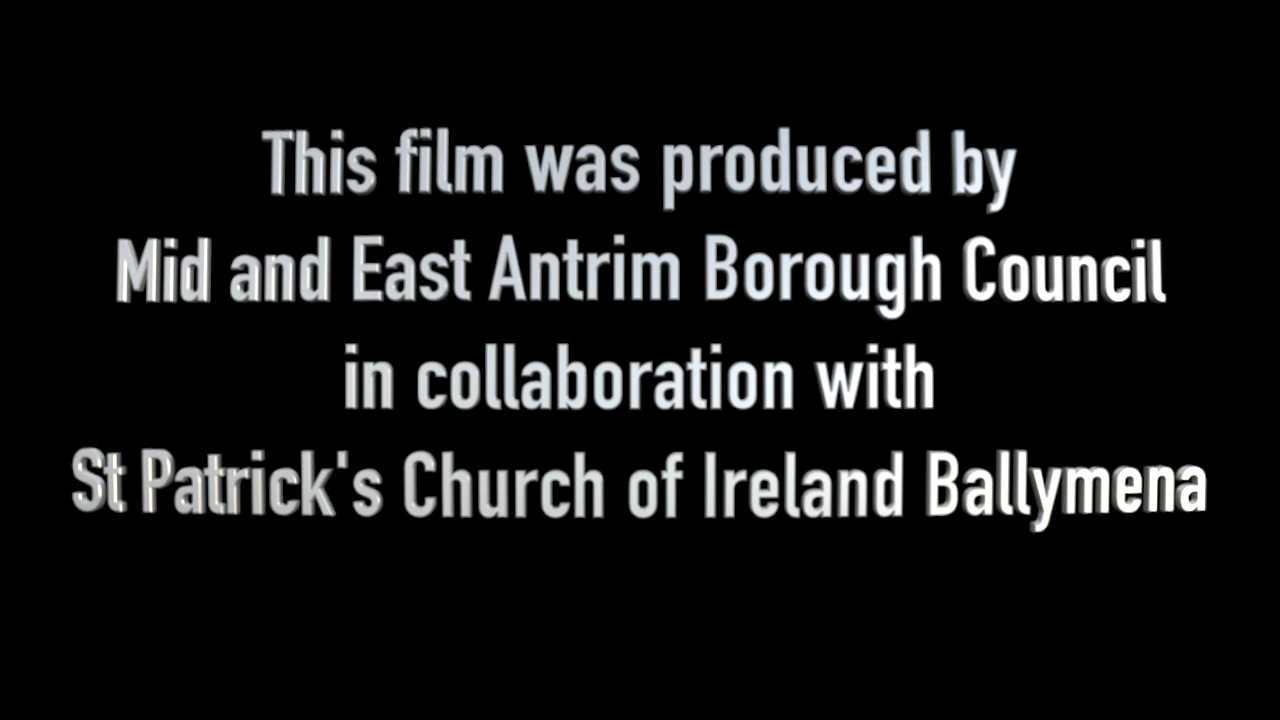 This film was produced by
Mid and East Antrim Borough Council
in collaboration with
St Patrick's Church of Ireland Ballymena